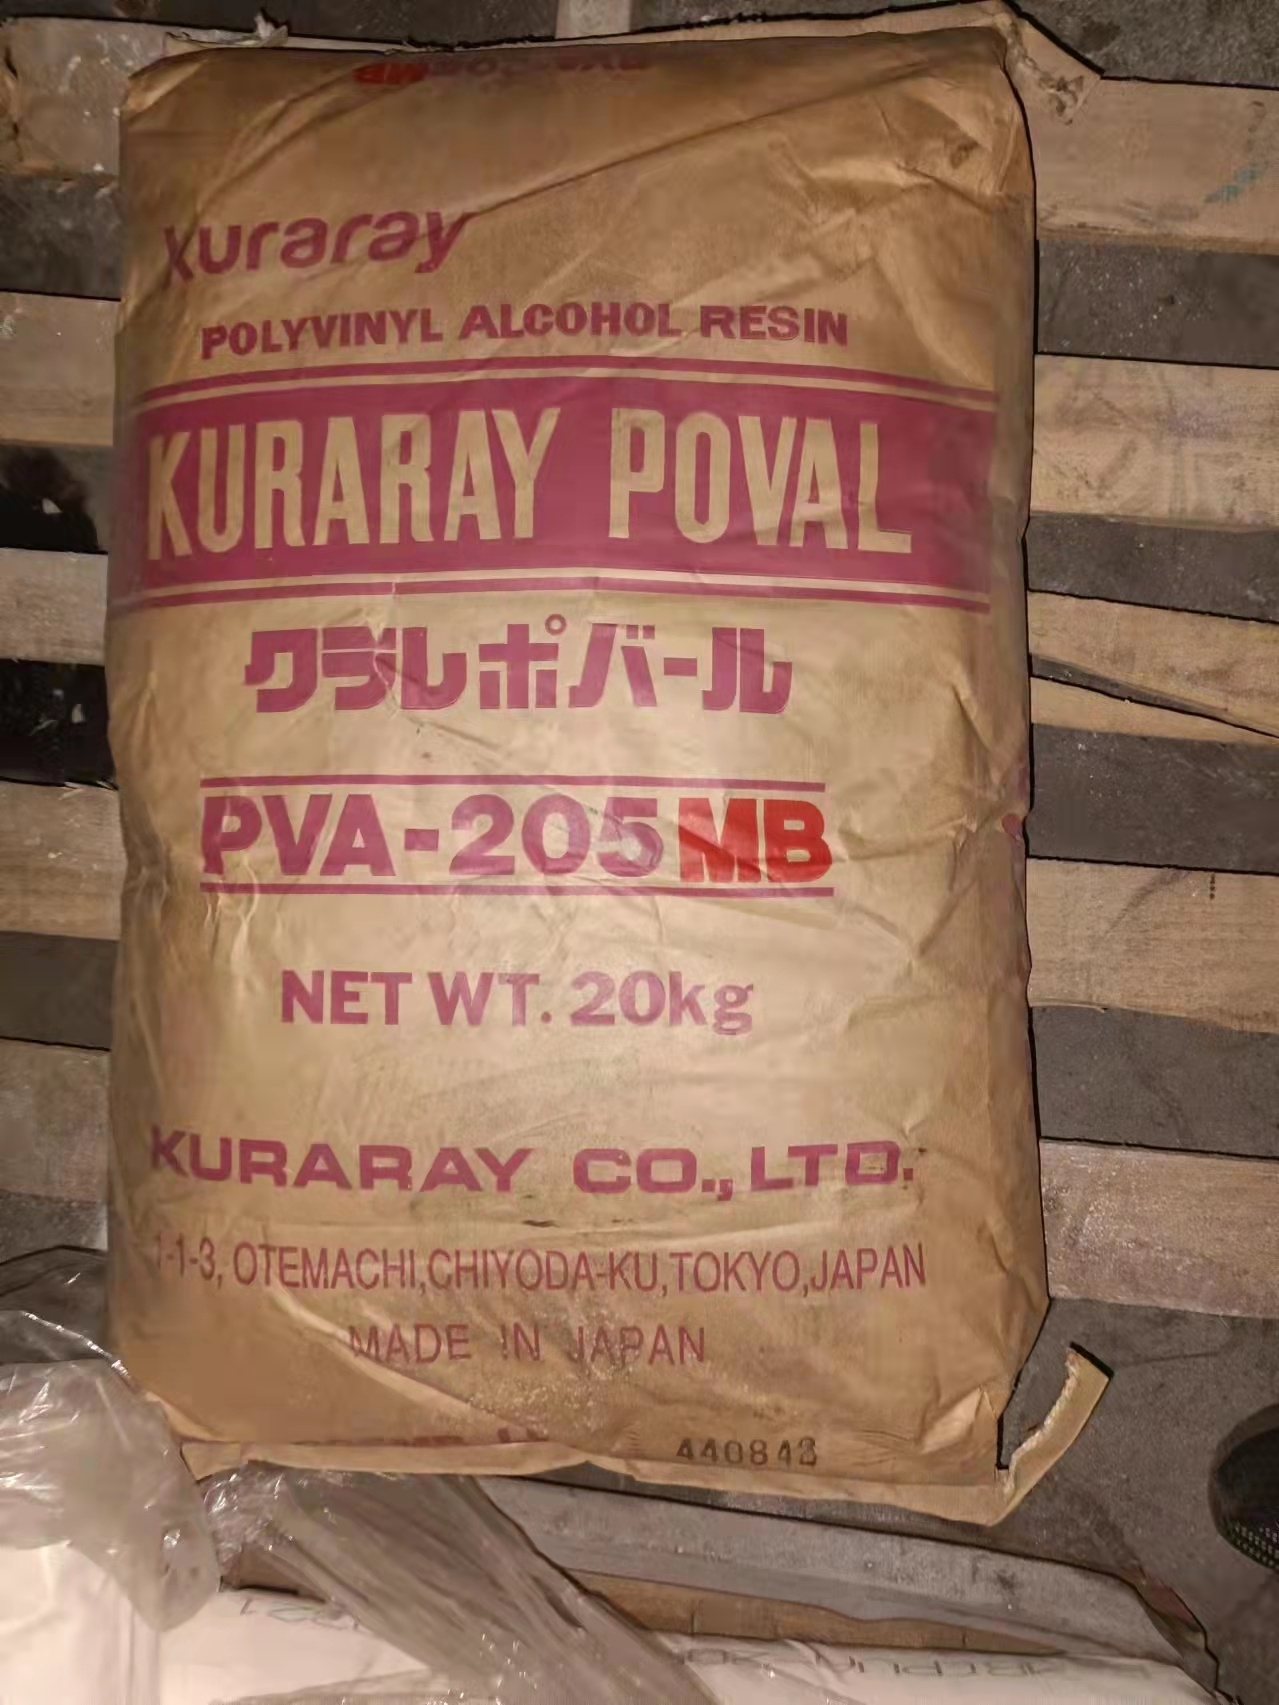 kuraray
POLYVINYL ALCOHOL RESIN
KURARAY POVAL
クラレポバール
PVA-205MB
NET WT. 20kg
KURARAY CO., LTD.
1-1-3, OTEMACHI,CHIYODA-KU,TOKYO,JAPAN
MADE IN JAPAN
440843